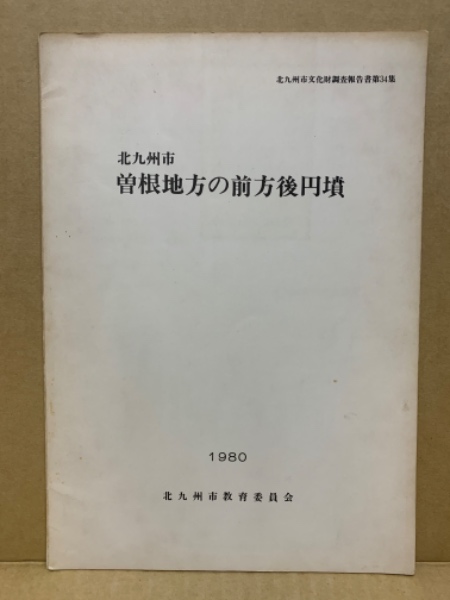 北九州市文化財調査報告書第34集
北九州市
曽根地方の前方後円墳
1980
北九州市教育委員会